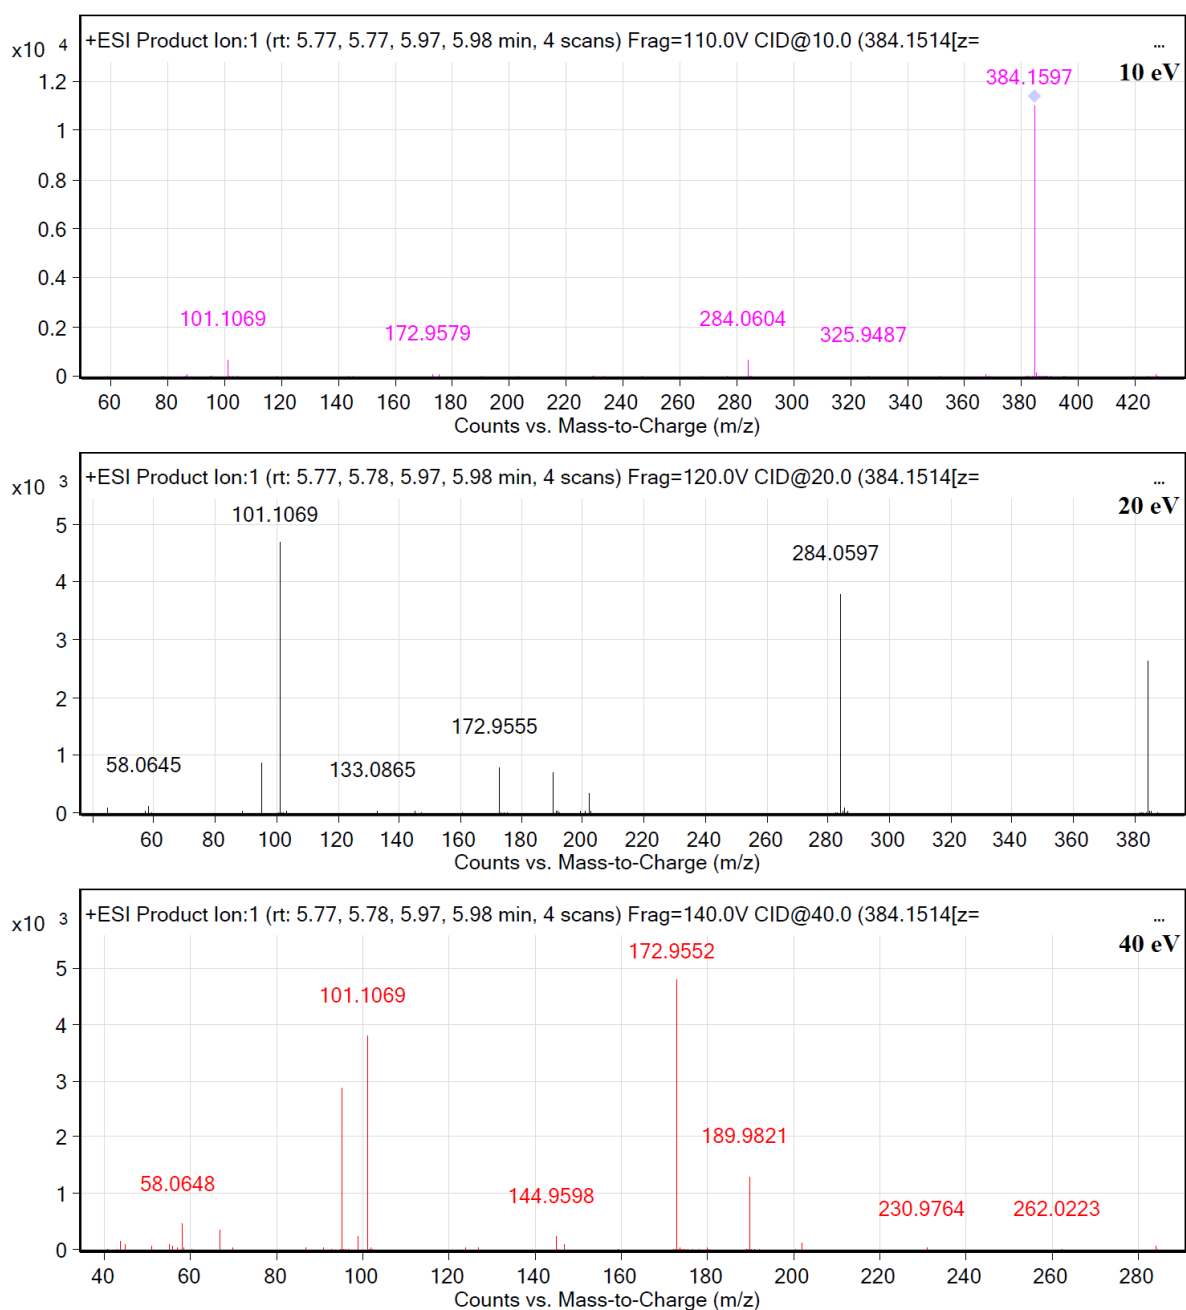 x10 4
+ESI Product Ion:1 (rt: 5.77, 5.77, 5.97, 5.98 min, 4 scans) Frag=110.0V CID@10.0 (384.1514[z= ...
10 eV
384.1597
1.2
1
0.8
0.6
0.4
0.2
0
101.1069
172.9579
284.0604
325.9487
60 80 100 120 140 160 180 200 220 240 260 280 300 320 340 360 380 400 420
Counts vs. Mass-to-Charge (m/z)
x10 3
+ESI Product Ion:1 (rt: 5.77, 5.78, 5.97, 5.98 min, 4 scans) Frag=120.0V CID@20.0 (384.1514[z= ...
20 eV
101.1069
284.0597
5
4
3
2
1
0
172.9555
58.0645
133.0865
60 80 100 120 140 160 180 200 220 240 260 280 300 320 340 360 380
Counts vs. Mass-to-Charge (m/z)
x10 3
+ESI Product Ion:1 (rt: 5.77, 5.78, 5.97, 5.98 min, 4 scans) Frag=140.0V CID@40.0 (384.1514[z= ...
40 eV
172.9552
101.1069
5
4
3
2
1
0
189.9821
58.0648
144.9598
230.9764
262.0223
40 60 80 100 120 140 160 180 200 220 240 260 280
Counts vs. Mass-to-Charge (m/z)